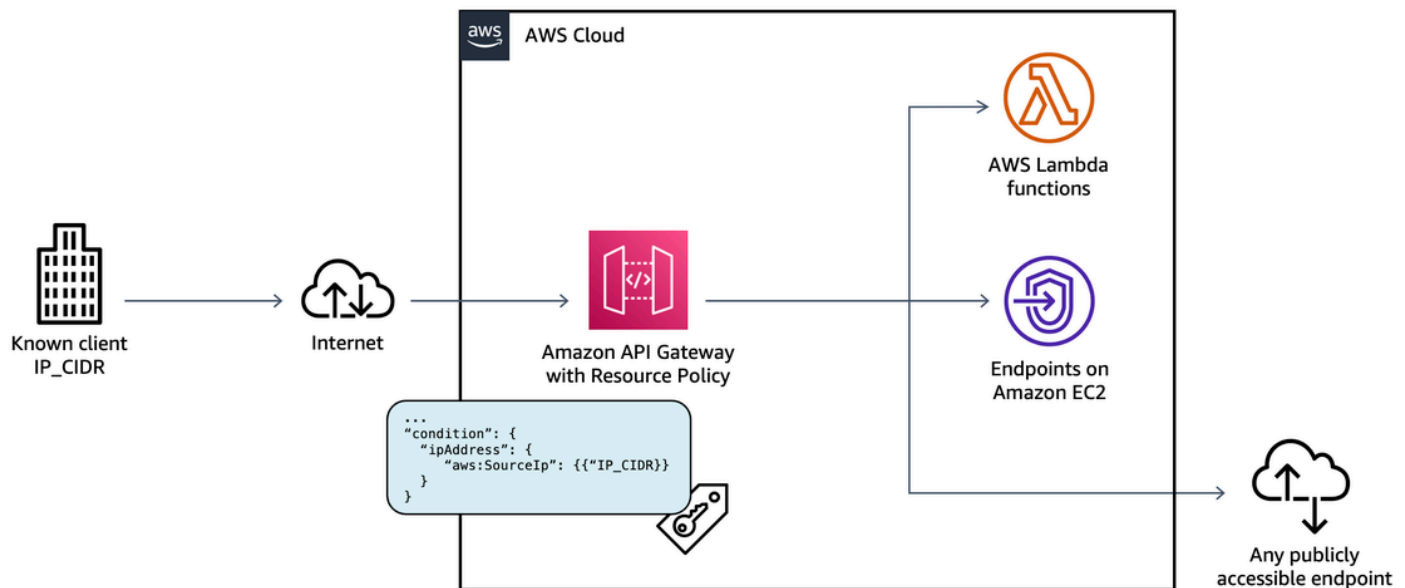 aws
AWS Cloud
AWS Lambda
functions
Known client
IP_CIDR
Internet
</>
Amazon API Gateway
with Resource Policy
Endpoints on
Amazon EC2
...
“condition”: {
“ipAddress”: {
“aws:SourceIp”: {{“IP_CIDR}}
}
}
Any publicly
accessible endpoint